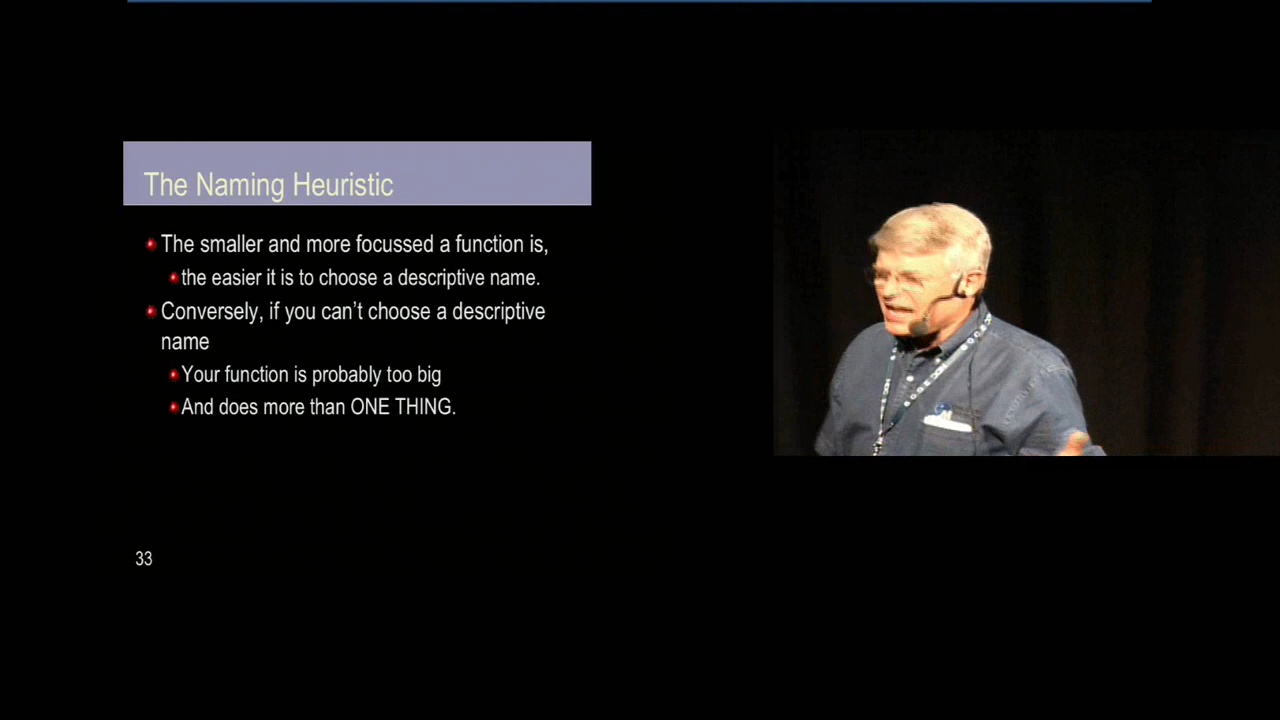 The Naming Heuristic
The smaller and more focussed a function is,
the easier it is to choose a descriptive name.
Conversely, if you can't choose a descriptive
name
Your function is probably too big
And does more than ONE THING.
33